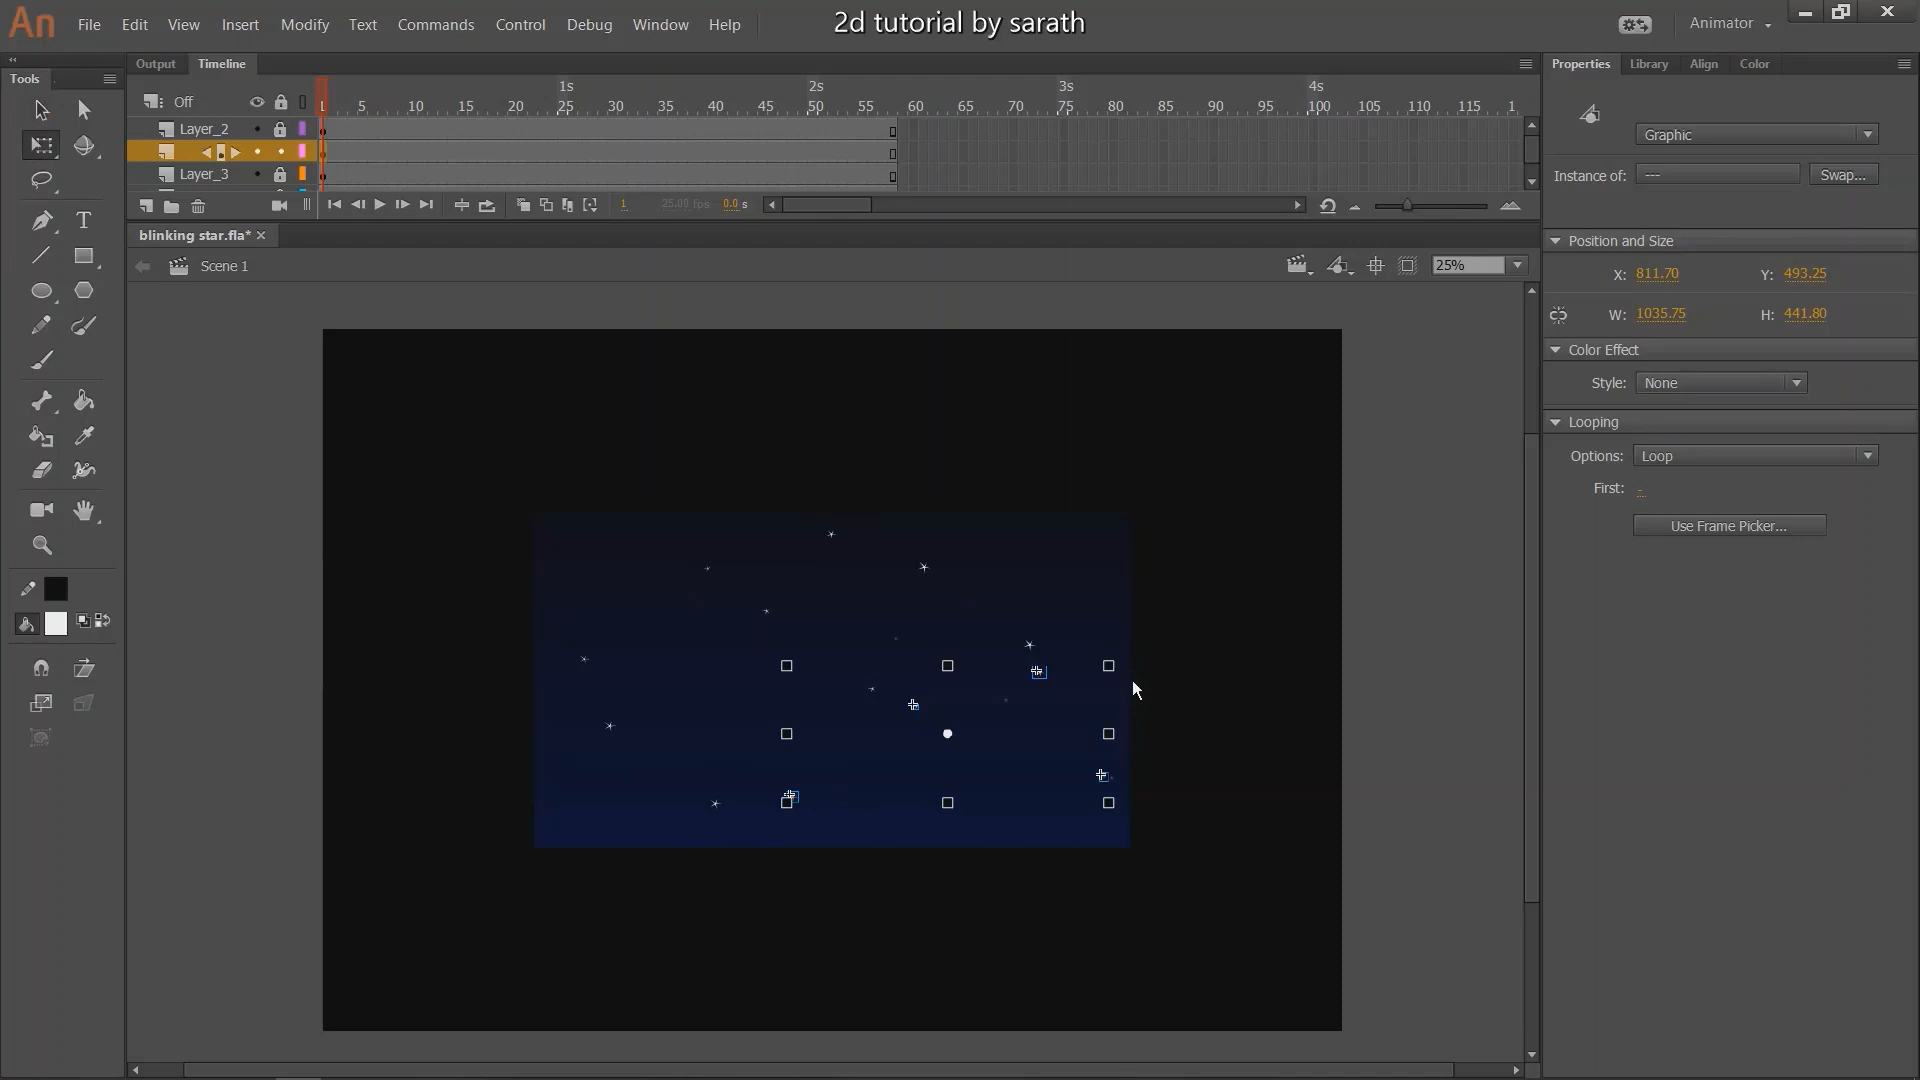 An File Edit View Insert Modify Text Commands Control Debug Window Help 2d tutorial by sarath Animator
Tools Output Timeline Properties Library Align Color
Off 1s 2s 3s 4s
1 5 10 15 20 25 30 35 40 45 50 55 60 65 70 75 80 85 90 95 100 105 110 115 1
Layer_2
Layer_3
1 25.00 fps 0.0 s
Graphic
Instance of: --- Swap...
blinking star.fla*
Scene 1 25%
Position and Size
X: 811.70 Y: 493.25
W: 1035.75 H: 441.80
Color Effect
Style: None
Looping
Options: Loop
First: -
Use Frame Picker...